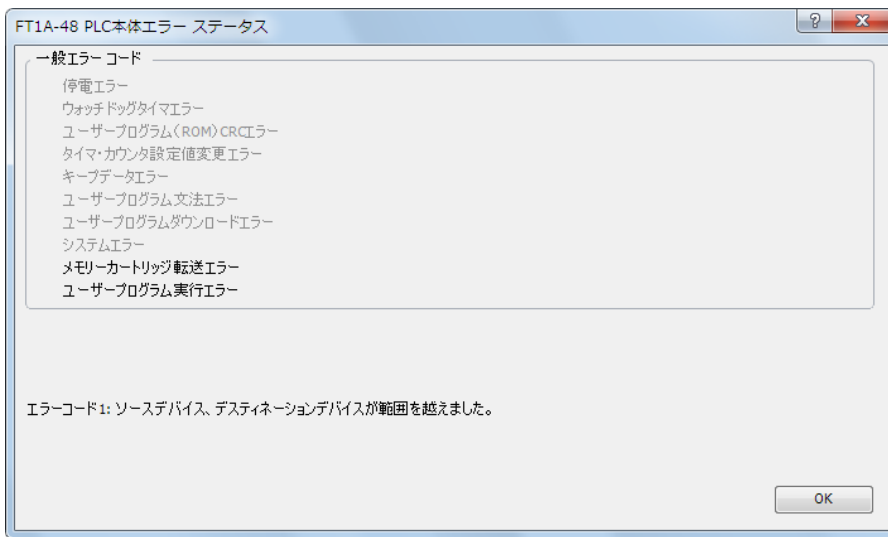 FT1A-48 PLC本体エラー ステータス
一般エラー コード
停電エラー
ウォッチドッグタイマエラー
ユーザープログラム(ROM)CRCエラー
タイマ・カウンタ設定値変更エラー
キープデータエラー
ユーザープログラム文法エラー
ユーザープログラムダウンロードエラー
システムエラー
メモリーカートリッジ転送エラー
ユーザープログラム実行エラー
エラーコード1: ソースデバイス、デスティネーションデバイスが範囲を越えました。
OK